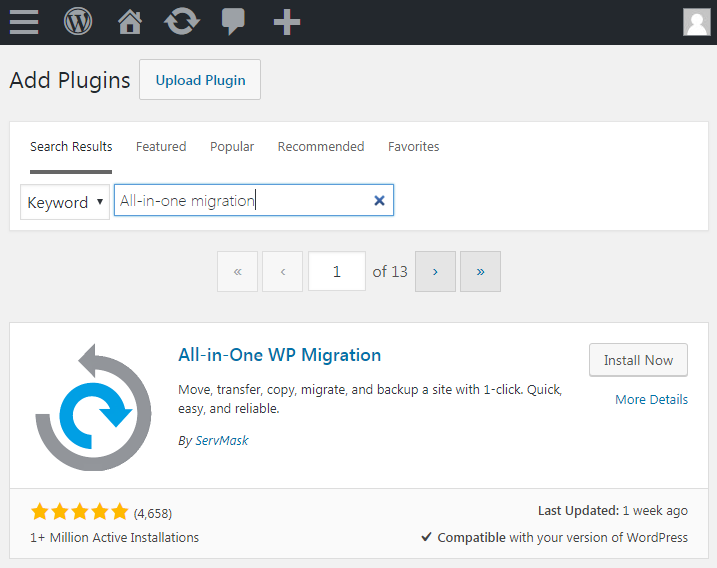 Add Plugins Upload Plugin
Search Results Featured Popular Recommended Favorites
Keyword All-in-one migration
« ‹ 1 of 13 › »
All-in-One WP Migration
Install Now
Move, transfer, copy, migrate, and backup a site with 1-click. Quick,
easy, and reliable.
More Details
By ServMask
(4,658)
Last Updated: 1 week ago
1+ Million Active Installations
Compatible with your version of WordPress